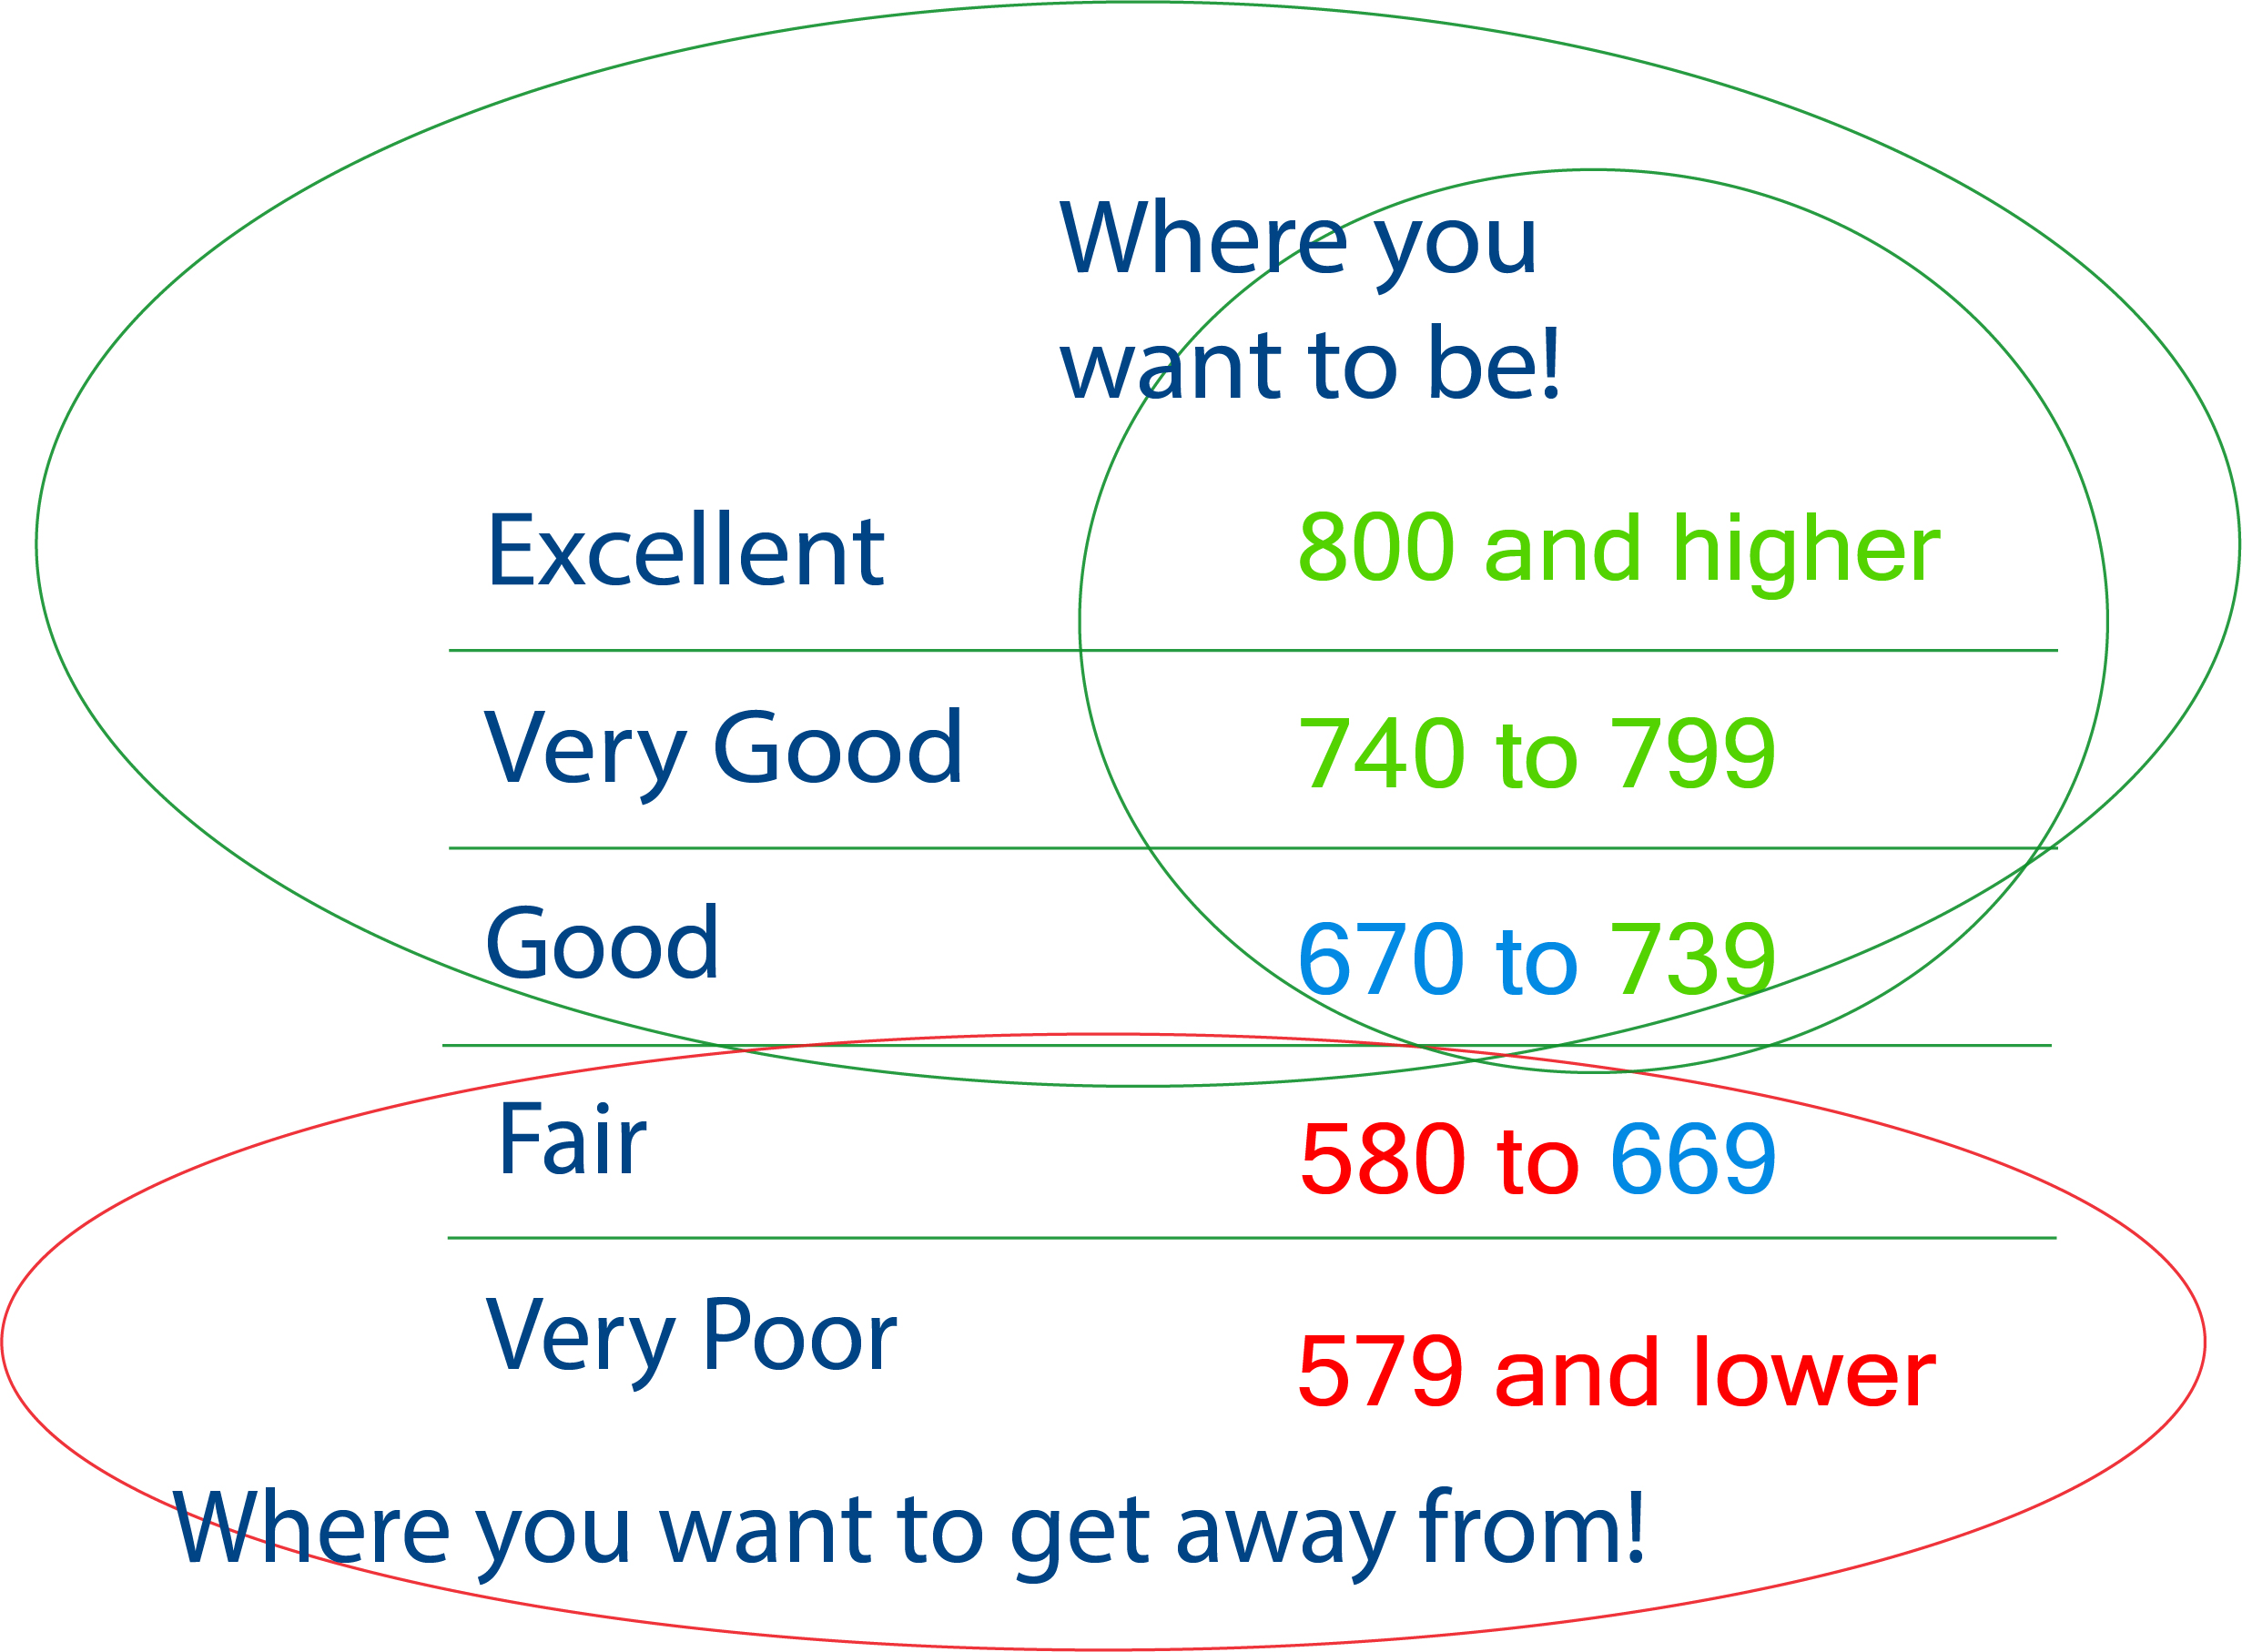 Where you
want to be!
Excellent 800 and higher
Very Good 740 to 799
Good 670 to 739
Fair 580 to 669
Very Poor 579 and lower
Where you want to get away from!